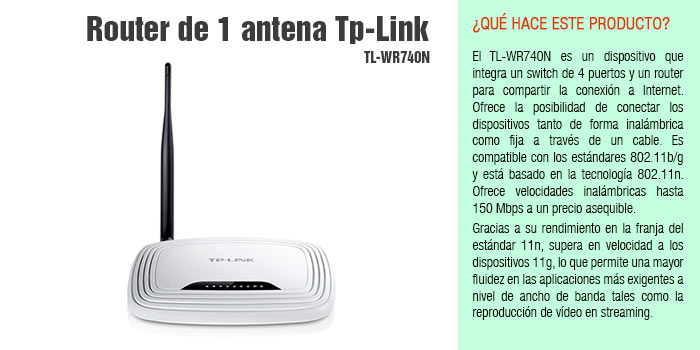 Router de 1 antena Tp-Link
TL-WR740N
TP-LINK
¿QUÉ HACE ESTE PRODUCTO?
El TL-WR740N es un dispositivo que
integra un switch de 4 puertos y un router
para compartir la conexión a Internet.
Ofrece la posibilidad de conectar los
dispositivos tanto de forma inalámbrica
como fija a través de un cable. Es
compatible con los estándares 802.11b/g
y está basado en la tecnología 802.11n.
Ofrece velocidades inalámbricas hasta
150 Mbps a un precio asequible.
Gracias a su rendimiento en la franja del
estándar 11n, supera en velocidad a los
dispositivos 11g, lo que permite una mayor
fluidez en las aplicaciones más exigentes a
nivel de ancho de banda tales como la
reproducción de vídeo en streaming.